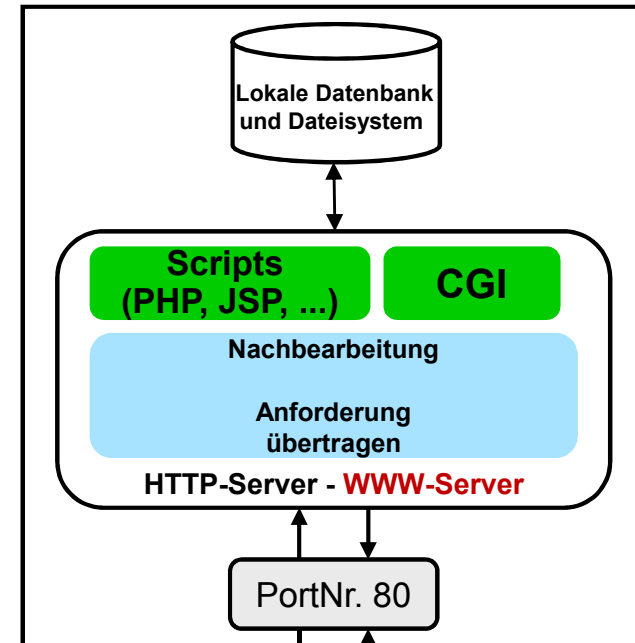 Lokale Datenbank
und Dateisystem
Scripts
(PHP, JSP, ...)
CGI
Nachbearbeitung
Anforderung
übertragen
HTTP-Server - WWW-Server
PortNr. 80